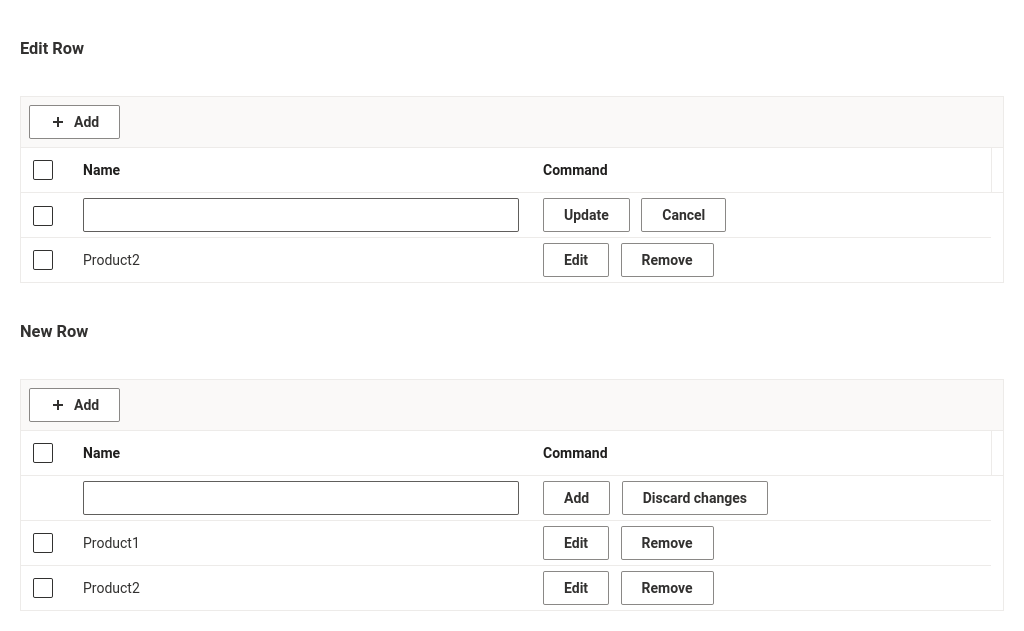 Edit Row
Add
Name Command
Update Cancel
Product2 Edit Remove
New Row
Add
Name Command
Add Discard changes
Product1 Edit Remove
Product2 Edit Remove